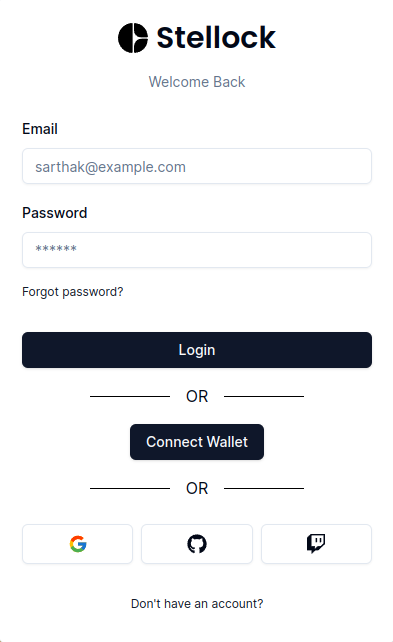 Stellock
Welcome Back
Email
sarthak@example.com
Password
******
Forgot password?
Login
OR
Connect Wallet
OR
Don't have an account?